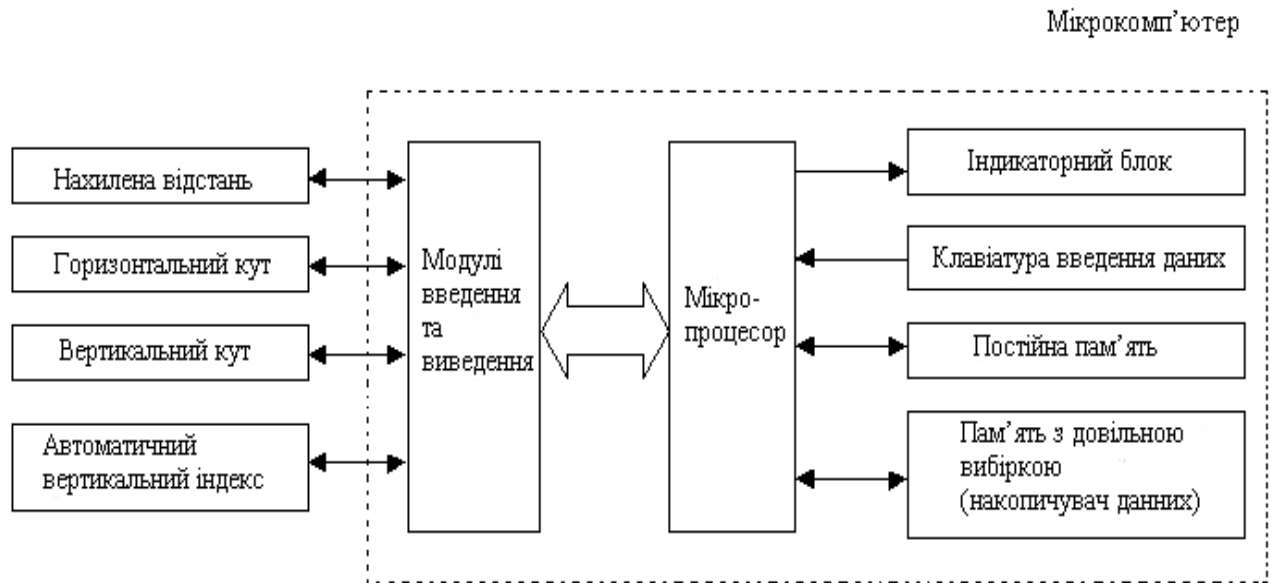 Мікрокомп’ютер
Нахилена відстань
Горизонтальний кут
Вертикальний кут
Автоматичний
вертикальний індекс
Модулі
введення
та
виведення
Мікро-
процесор
Індикаторний блок
Клавіатура введення даних
Постійна пам’ять
Пам’ять з довільною
вибіркою
(накопичувач данних)